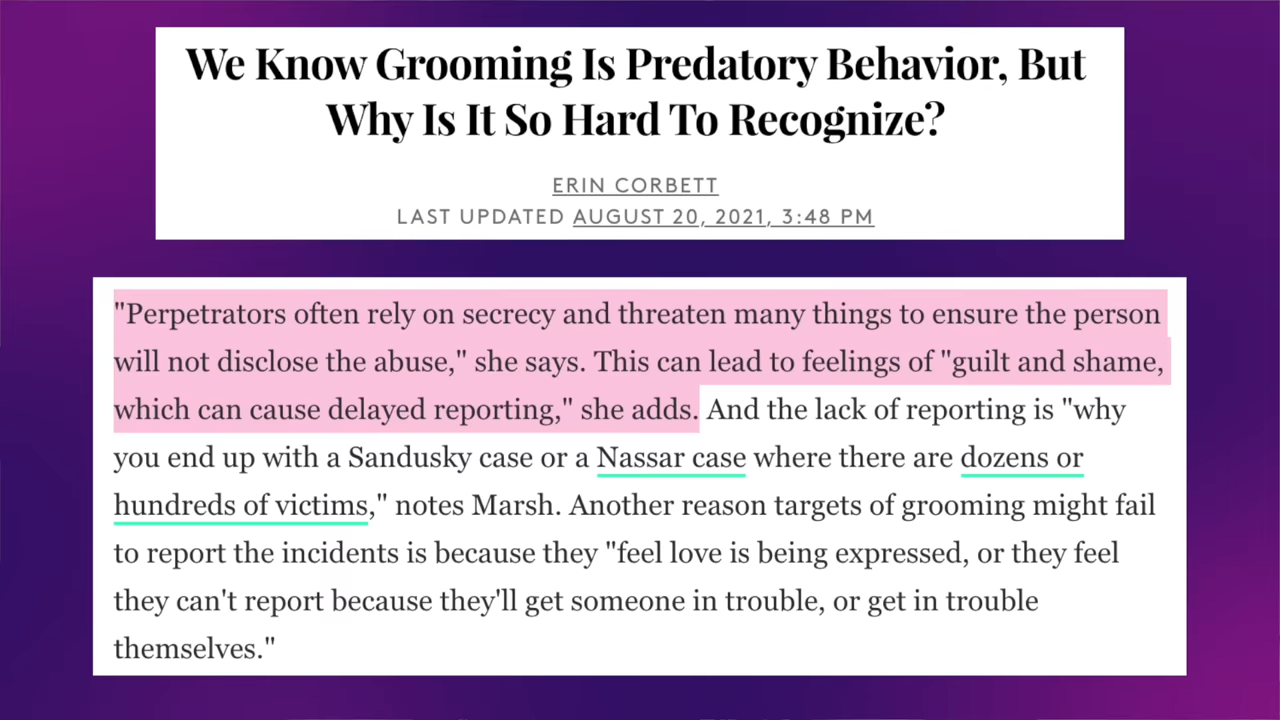 We Know Grooming Is Predatory Behavior, But
Why Is It So Hard To Recognize?
ERIN CORBETT
LAST UPDATED AUGUST 20, 2021, 3:48 PM
"Perpetrators often rely on secrecy and threaten many things to ensure the person
will not disclose the abuse," she says. This can lead to feelings of "guilt and shame,
which can cause delayed reporting," she adds. And the lack of reporting is "why
you end up with a Sandusky case or a Nassar case where there are dozens or
hundreds of victims," notes Marsh. Another reason targets of grooming might fail
to report the incidents is because they "feel love is being expressed, or they feel
they can't report because they'll get someone in trouble, or get in trouble
themselves."